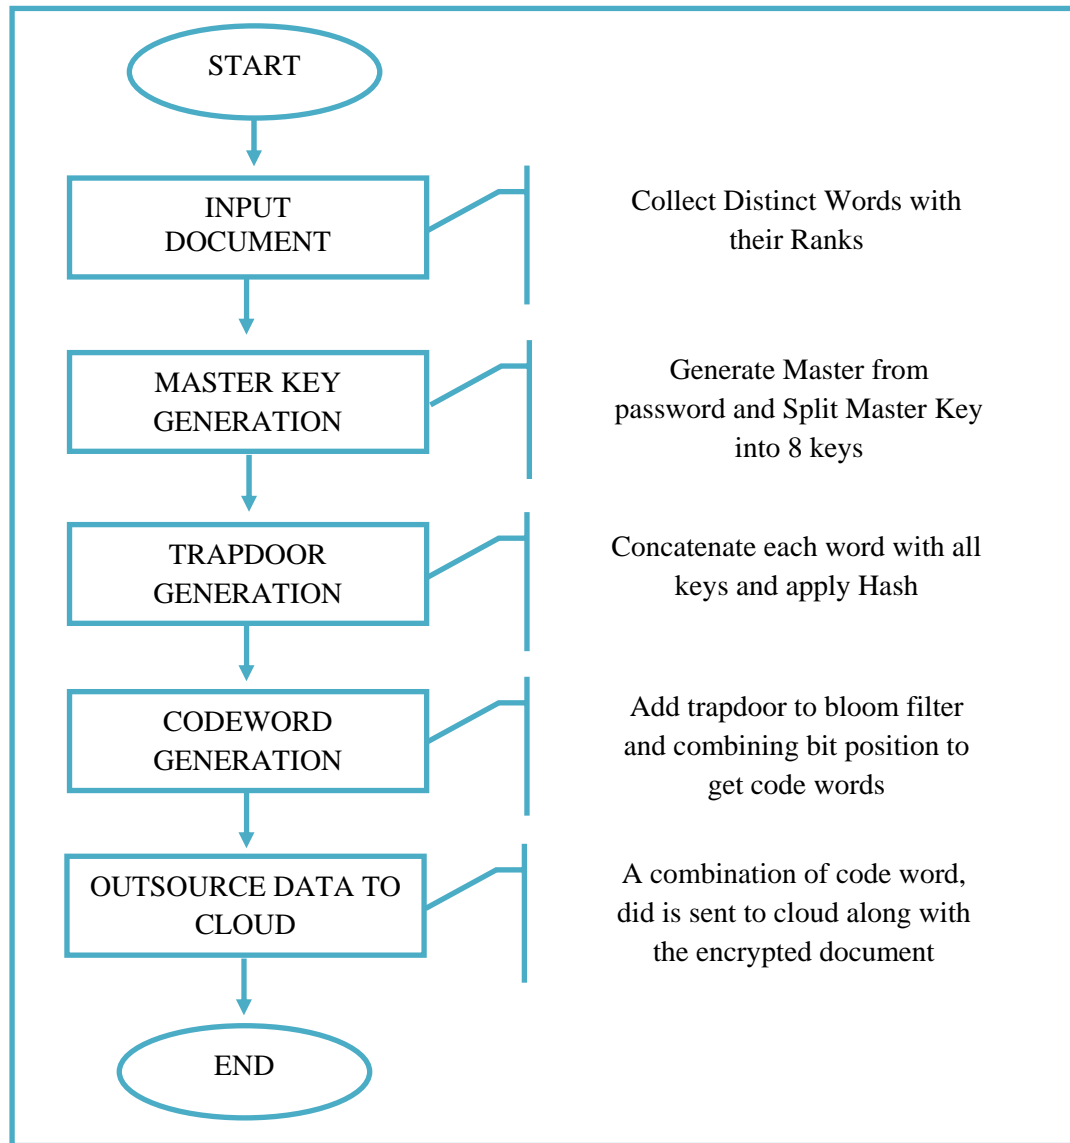 START
INPUT
DOCUMENT
Collect Distinct Words with
their Ranks
MASTER KEY
GENERATION
Generate Master from
password and Split Master Key
into 8 keys
TRAPDOOR
GENERATION
Concatenate each word with all
keys and apply Hash
CODEWORD
GENERATION
Add trapdoor to bloom filter
and combining bit position to
get code words
OUTSOURCE DATA TO
CLOUD
A combination of code word,
did is sent to cloud along with
the encrypted document
END